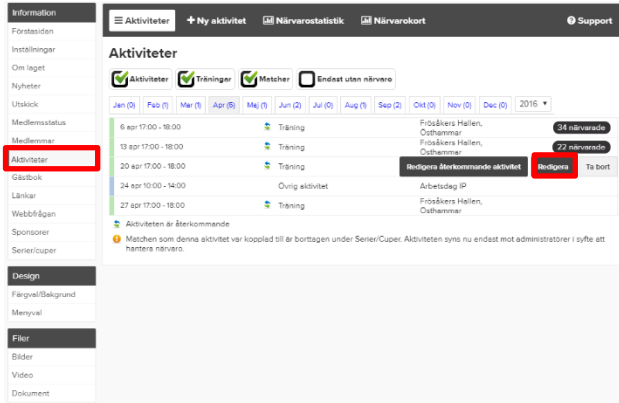 Information
Förstasidan
Inställningar
Om laget
Nyheter
Utskick
Medlemsstatus
Medlemmar
Aktiviteter
Gästbok
Länkar
Webbfrågan
Sponsorer
Serier/cuper
Design
Färgval/Bakgrund
Menyval
Filer
Bilder
Video
Dokument
Aktiviteter + Ny aktivitet Närvarostatistik Närvarokort Support
Aktiviteter
Aktiviteter Träningar Matcher Endast utan närvaro
Jan (0) Feb (1) Mar (1) Apr (5) Maj (1) Jun (2) Jul (0) Aug (1) Sep (2) Okt (0) Nov (0) Dec (0) 2016
6 apr 17:00 - 18:00 Träning Frösåkers Hallen, Östhammar 34 närvarade
13 apr 17:00 - 18:00 Träning Frösåkers Hallen, Östhammar 22 närvarade
20 apr 17:00 - 18:00 Träning Redigera återkommande aktivitet Redigera Ta bort
24 apr 10:00 - 14:00 Övrig aktivitet Arbetsdag IP
27 apr 17:00 - 18:00 Träning Frösåkers Hallen, Östhammar
Aktiviteten är återkommande
Matchen som denna aktivitet var kopplad till är borttagen under Serier/Cuper. Aktiviteten syns nu endast mot administratörer i syfte att
hantera närvaro.